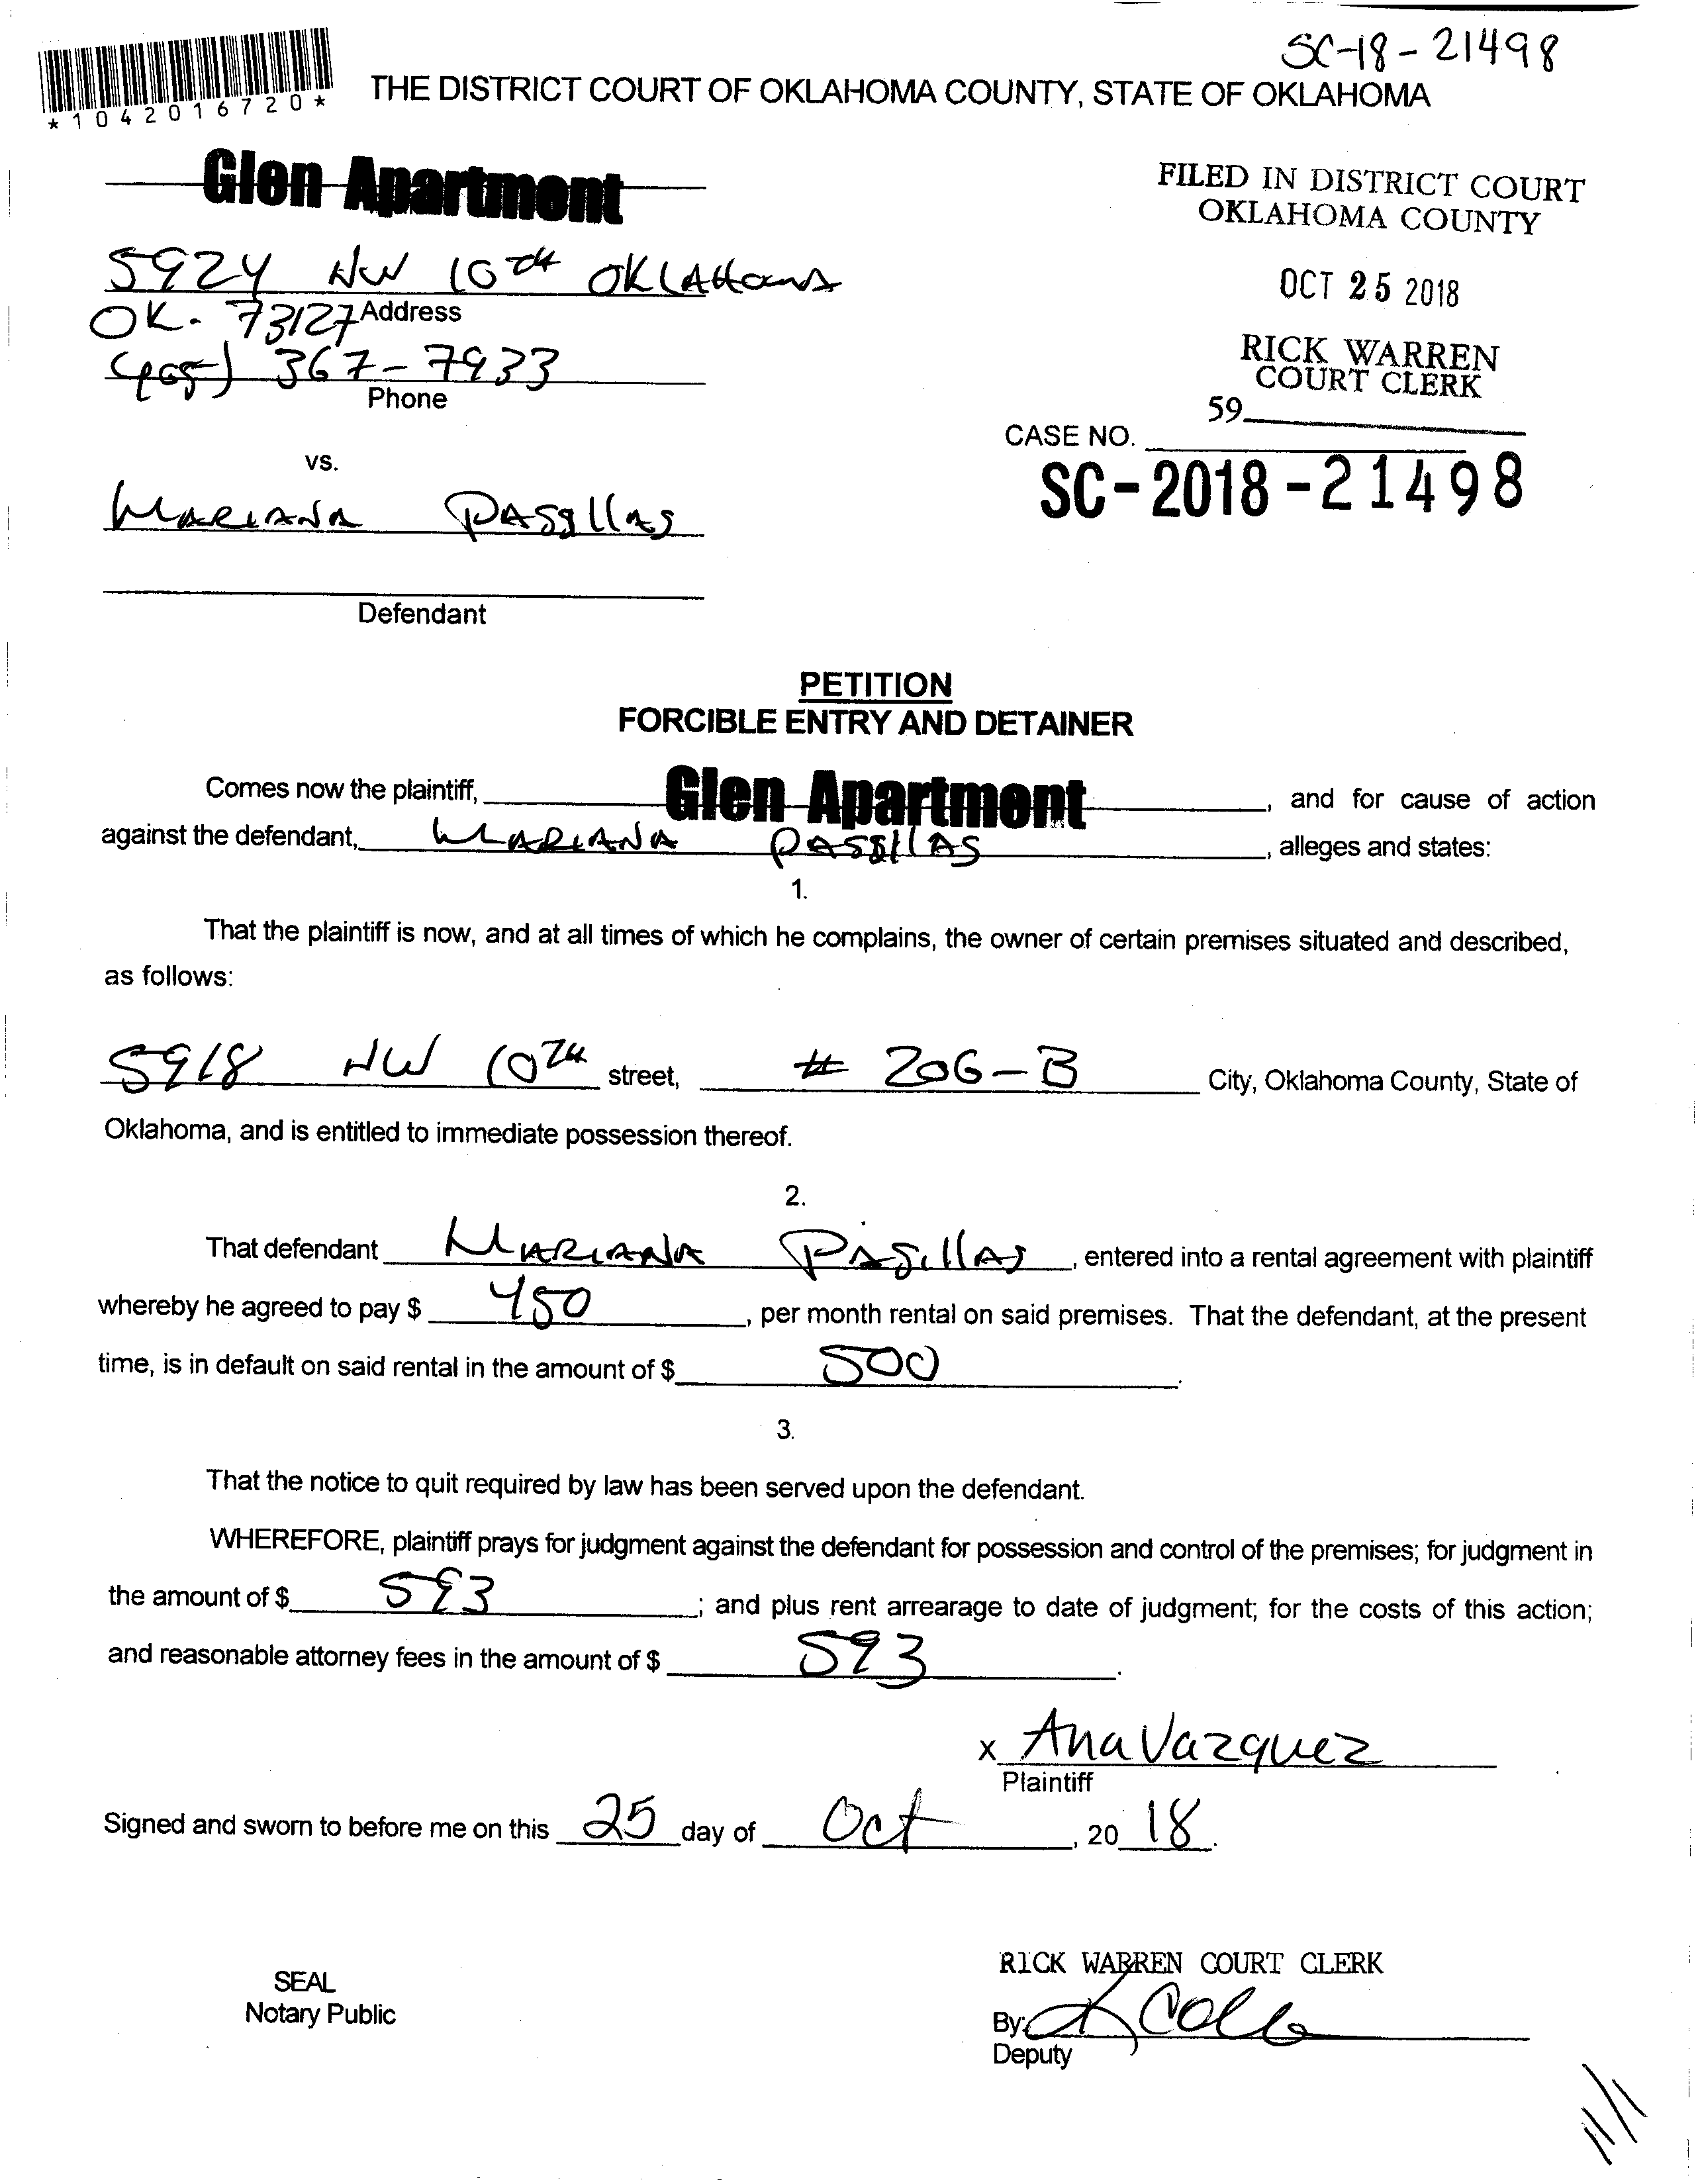 SC-18-21498
*1042016720*
THE DISTRICT COURT OF OKLAHOMA COUNTY, STATE OF OKLAHOMA
Glen Apartment
FILED IN DISTRICT COURT
OKLAHOMA COUNTY
5924 NW 10th OKLAHOMA
OCT 25 2018
OK. 73127 Address
RICK WARREN
COURT CLERK
(405) 367-7933
Phone
59
CASE NO.
vs.
SC-2018-21498
MARIANA PASILLAS
Defendant
PETITION
FORCIBLE ENTRY AND DETAINER
Comes now the plaintiff, Glen Apartment, and for cause of action
against the defendant, MARIANA PASILLAS, alleges and states:
1.
That the plaintiff is now, and at all times of which he complains, the owner of certain premises situated and described,
as follows:
5918 NW 10TH street, # 206-B City, Oklahoma County, State of
Oklahoma, and is entitled to immediate possession thereof.
2.
That defendant MARIANA PASillAS, entered into a rental agreement with plaintiff
whereby he agreed to pay $ 450, per month rental on said premises. That the defendant, at the present
time, is in default on said rental in the amount of $ 500.
3.
That the notice to quit required by law has been served upon the defendant.
WHEREFORE, plaintiff prays for judgment against the defendant for possession and control of the premises; for judgment in
the amount of $ 593; and plus rent arrearage to date of judgment; for the costs of this action;
and reasonable attorney fees in the amount of $ 593.
x Ana Vazquez
Plaintiff
Signed and sworn to before me on this 25 day of Oct, 20 18.
RICK WARREN COURT CLERK
SEAL
Notary Public
By:
Deputy
11/1